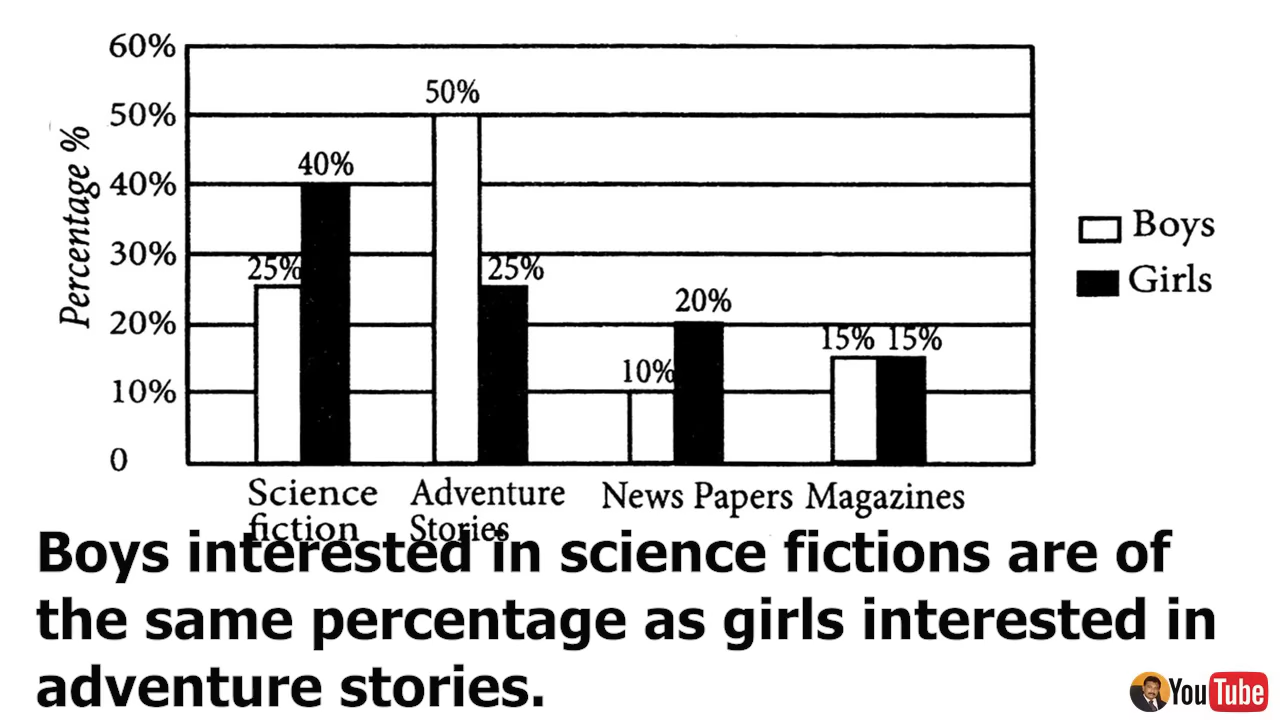 60%
50%
40%
30%
20%
10%
0
Percentage %
25%
40%
50%
25%
10%
20%
15% 15%
Boys
Girls
Science
fiction
Adventure
Stories
News Papers
Magazines
Boys interested in science fictions are of
the same percentage as girls interested in
adventure stories.
YouTube